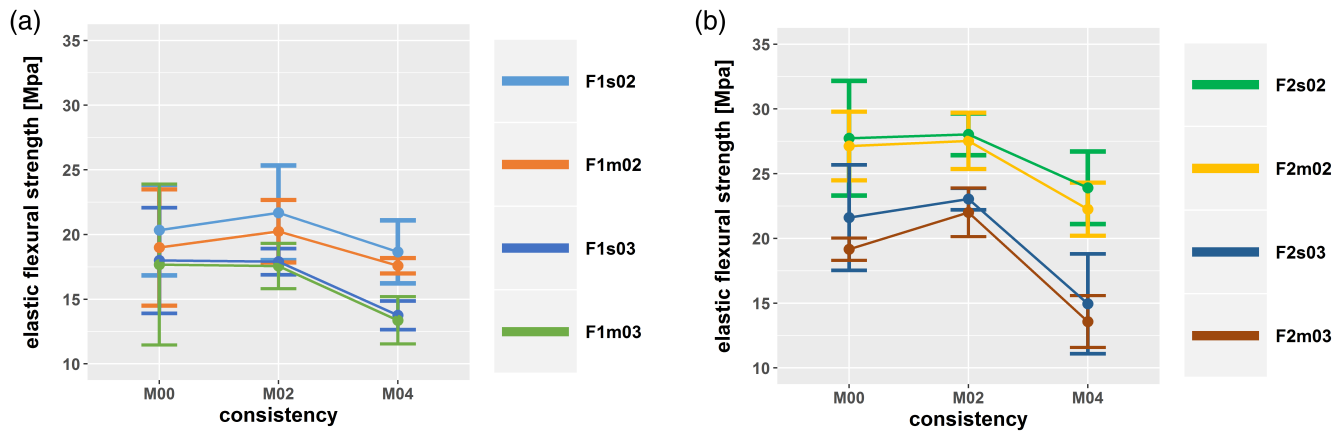 (a)
elastic flexural strength [Mpa]
35
30
25
20
15
10
M00 M02 M04
consistency
F1s02
F1m02
F1s03
F1m03
(b)
elastic flexural strength [Mpa]
35
30
25
20
15
10
M00 M02 M04
consistency
F2s02
F2m02
F2s03
F2m03